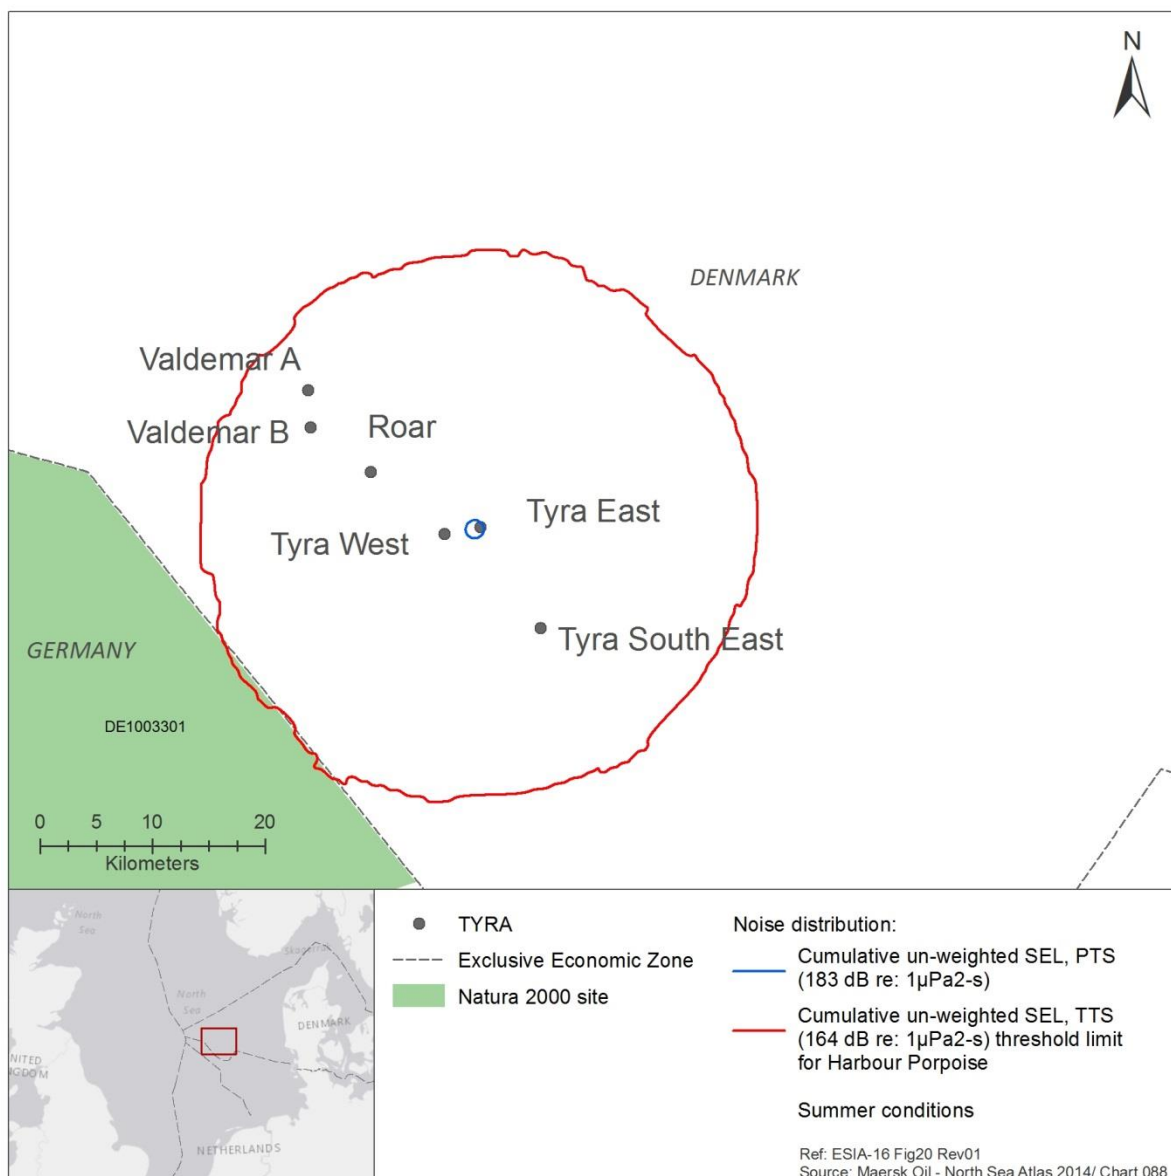 N
DENMARK
Valdemar A
Valdemar B
Roar
Tyra East
Tyra West
Tyra South East
GERMANY
DE1003301
0 5 10 20
Kilometers
North
Sea
Skagerrak
North
Sea
DENMARK
UNITED
KINGDOM
NETHERLANDS
TYRA
Exclusive Economic Zone
Natura 2000 site
Noise distribution:
Cumulative un-weighted SEL, PTS
(183 dB re: 1µPa2-s)
Cumulative un-weighted SEL, TTS
(164 dB re: 1µPa2-s) threshold limit
for Harbour Porpoise
Summer conditions
Ref: ESIA-16 Fig20 Rev01
Source: Maersk Oil - North Sea Atlas 2014/ Chart 088